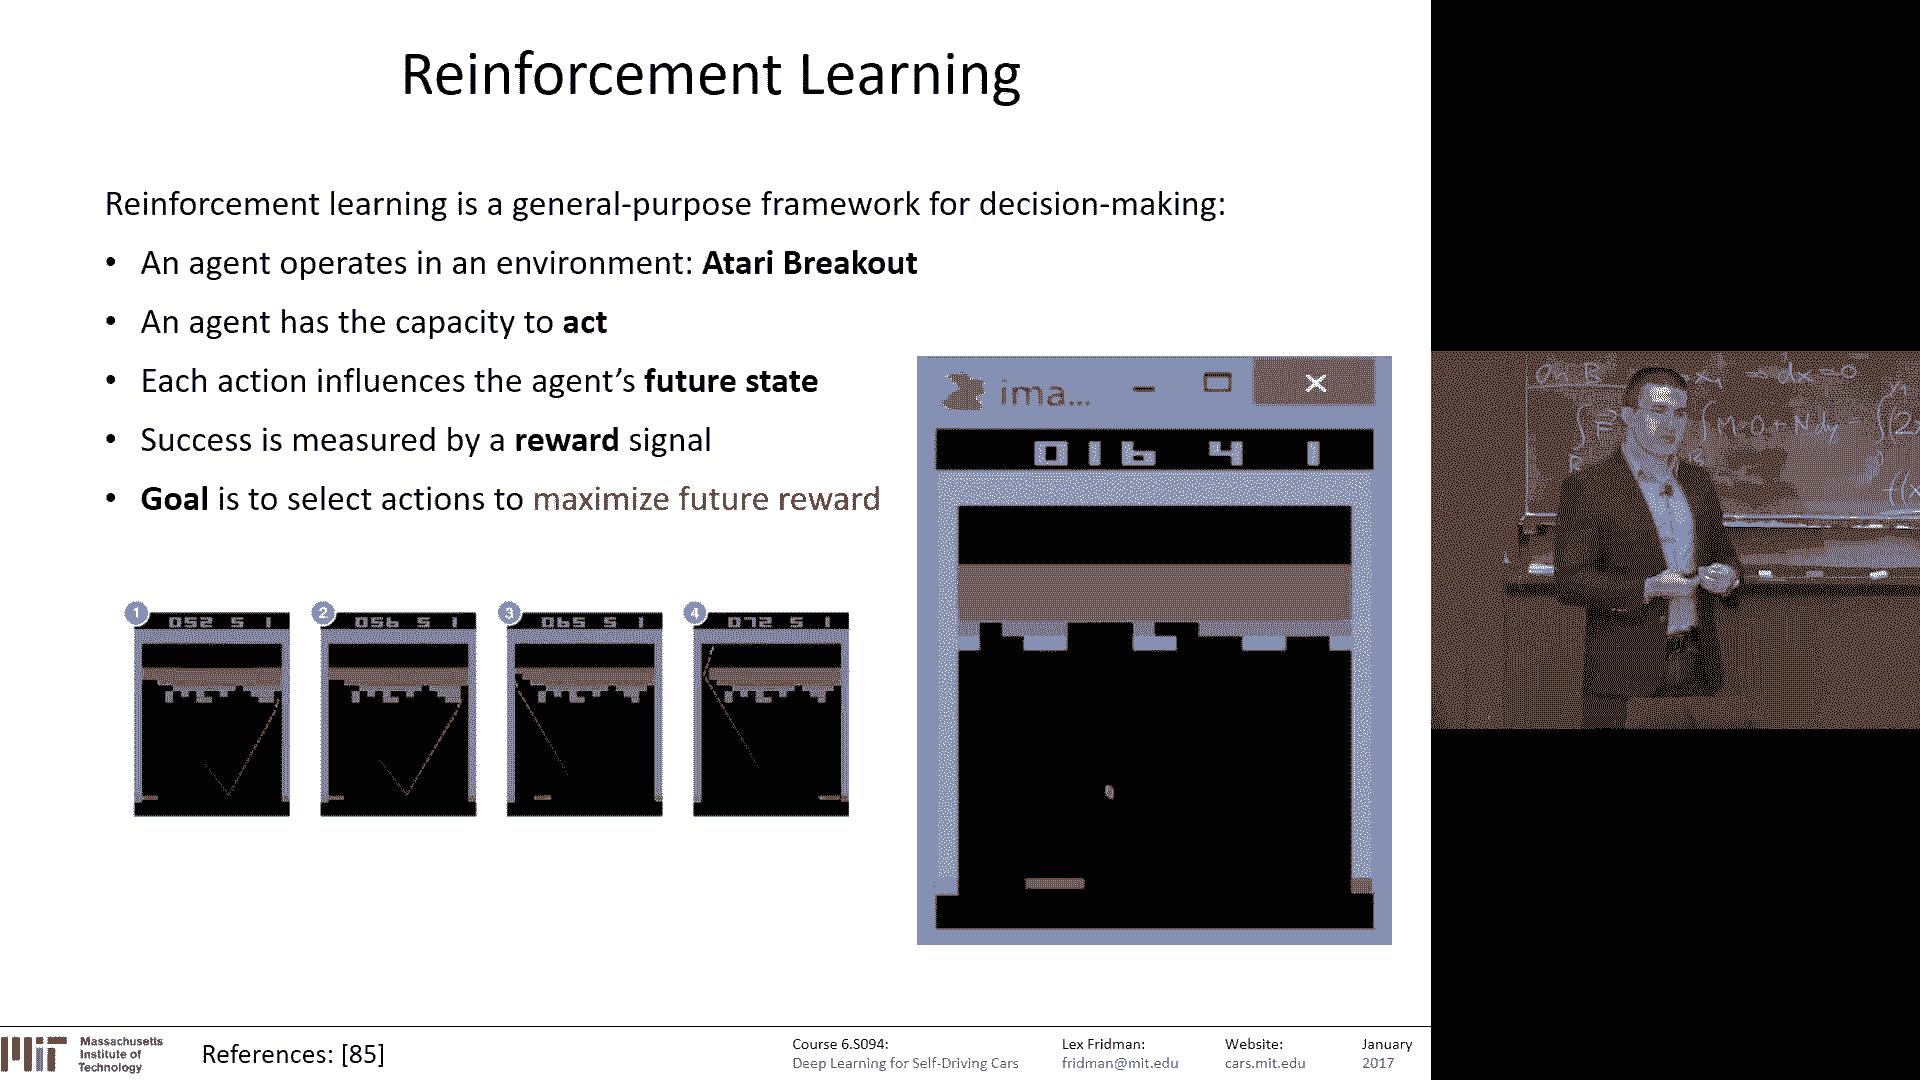 Reinforcement Learning
Reinforcement learning is a general-purpose framework for decision-making:
• An agent operates in an environment: Atari Breakout
• An agent has the capacity to act
• Each action influences the agent's future state
• Success is measured by a reward signal
• Goal is to select actions to maximize future reward
ima...
016 4 1
1
052 5 1
2
056 5 1
3
065 5 1
4
072 5 1
On B
dx=0
Massachusetts
Institute of
Technology
References: [85]
Course 6.S094:
Deep Learning for Self-Driving Cars
Lex Fridman:
fridman@mit.edu
Website:
cars.mit.edu
January
2017